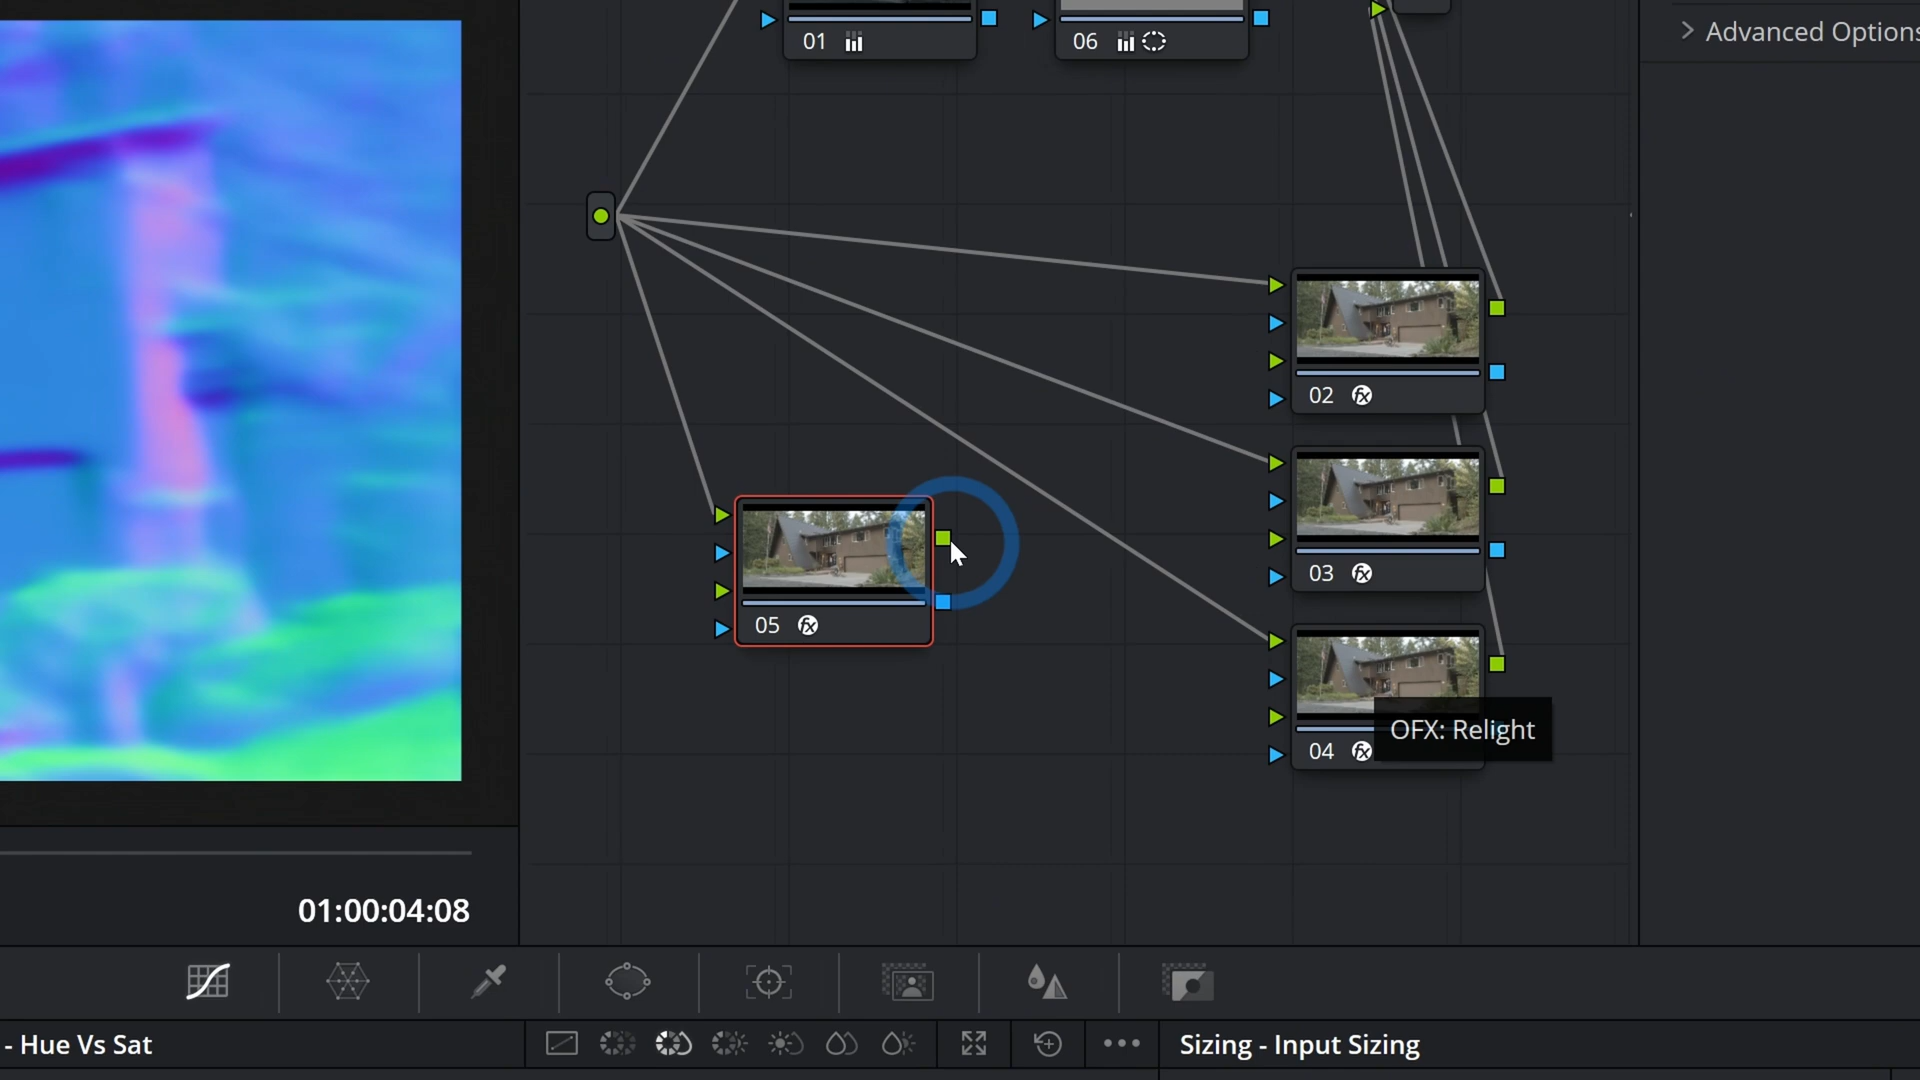 01
06
Advanced Options
02
03
05
04
OFX: Relight
01:00:04:08
- Hue Vs Sat
Sizing - Input Sizing